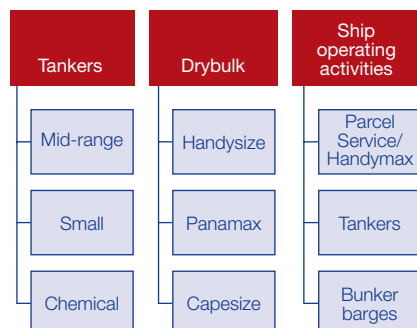 Tankers
Mid-range
Small
Chemical
Drybulk
Handysize
Panamax
Capesize
Ship
operating
activities
Parcel
Service/
Handymax
Tankers
Bunker
barges